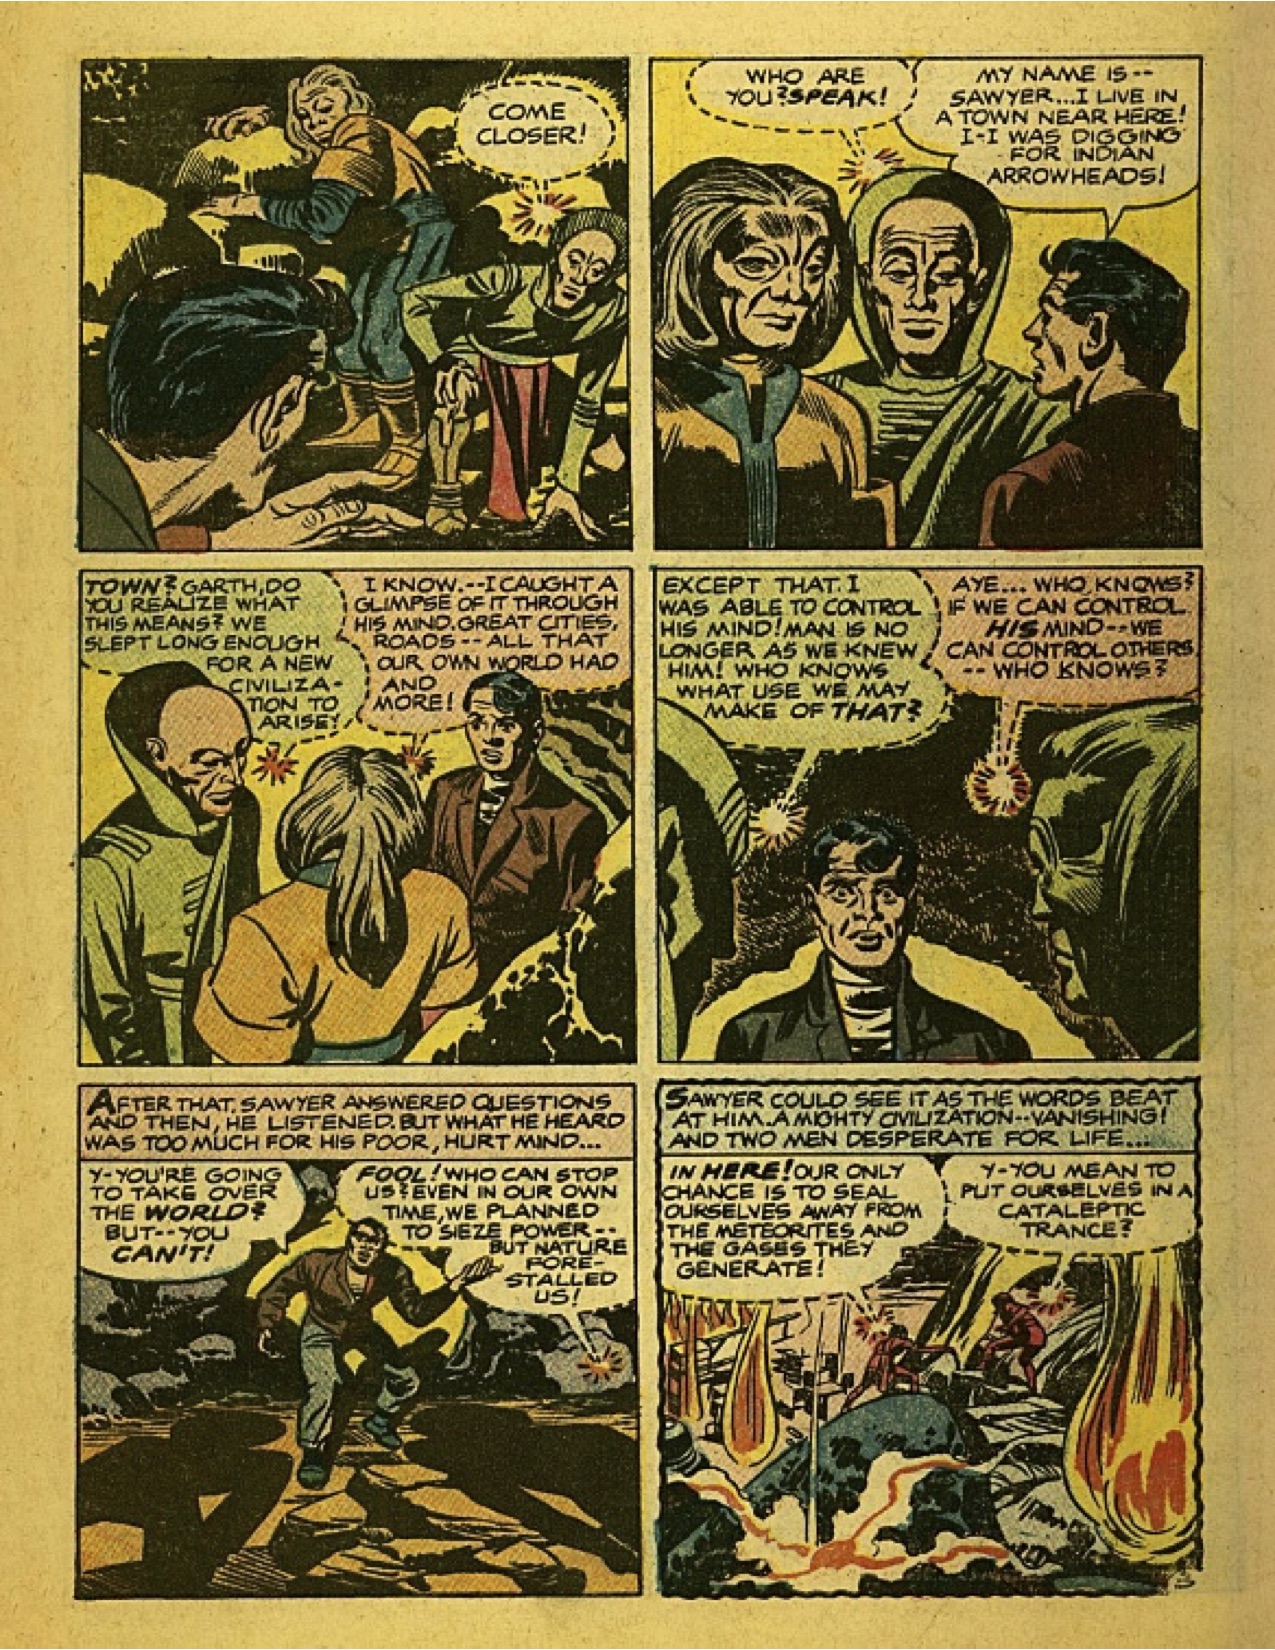 COME
CLOSER!
WHO ARE
YOU? SPEAK!
MY NAME IS--
SAWYER...I LIVE IN
A TOWN NEAR HERE!
I-I WAS DIGGING
FOR INDIAN
ARROWHEADS!
TOWN? GARTH, DO
YOU REALIZE WHAT
THIS MEANS? WE
SLEPT LONG ENOUGH
FOR A NEW
CIVILIZA-
TION TO
ARISE!
I KNOW.--I CAUGHT A
GLIMPSE OF IT THROUGH
HIS MIND. GREAT CITIES,
ROADS-- ALL THAT
OUR OWN WORLD HAD
AND
MORE!
EXCEPT THAT I
WAS ABLE TO CONTROL
HIS MIND! MAN IS NO
LONGER AS WE KNEW
HIM! WHO KNOWS
WHAT USE WE MAY
MAKE OF THAT?
AYE... WHO KNOWS?
IF WE CAN CONTROL
HIS MIND--WE
CAN CONTROL OTHERS
-- WHO KNOWS?
AFTER THAT, SAWYER ANSWERED QUESTIONS
AND THEN, HE LISTENED. BUT WHAT HE HEARD
WAS TOO MUCH FOR HIS POOR, HURT MIND...
Y-YOU'RE GOING
TO TAKE OVER
THE WORLD?
BUT--YOU
CAN'T!
FOOL! WHO CAN STOP
US? EVEN IN OUR OWN
TIME, WE PLANNED
TO SIEZE POWER--
BUT NATURE
FORE-
STALLED
US!
SAWYER COULD SEE IT AS THE WORDS BEAT
AT HIM. A MIGHTY CIVILIZATION--VANISHING!
AND TWO MEN DESPERATE FOR LIFE...
IN HERE! OUR ONLY
CHANCE IS TO SEAL
OURSELVES AWAY FROM
THE METEORITES AND
THE GASES THEY
GENERATE!
Y-YOU MEAN TO
PUT OURSELVES IN A
CATALEPTIC
TRANCE?
3